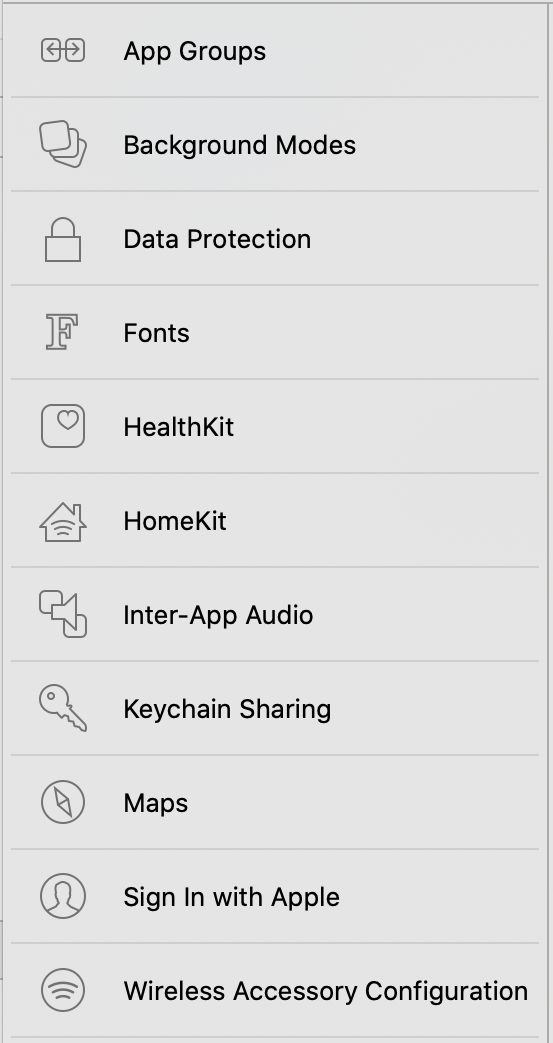 App Groups
Background Modes
Data Protection
Fonts
HealthKit
HomeKit
Inter-App Audio
Keychain Sharing
Maps
Sign In with Apple
Wireless Accessory Configuration